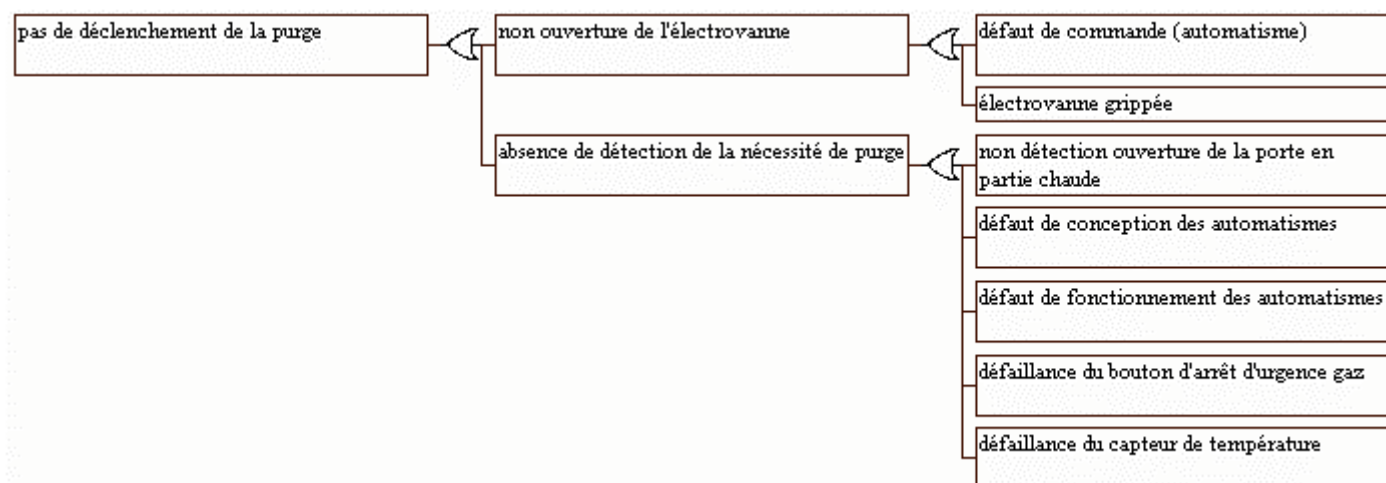 pas de déclenchement de la purge
non ouverture de l'électrovanne
défaut de commande (automatisme)
électrovanne grippée
absence de détection de la nécessité de purge
non détection ouverture de la porte en
partie chaude
défaut de conception des automatismes
défaut de fonctionnement des automatismes
défaillance du bouton d'arrêt d'urgence gaz
défaillance du capteur de température